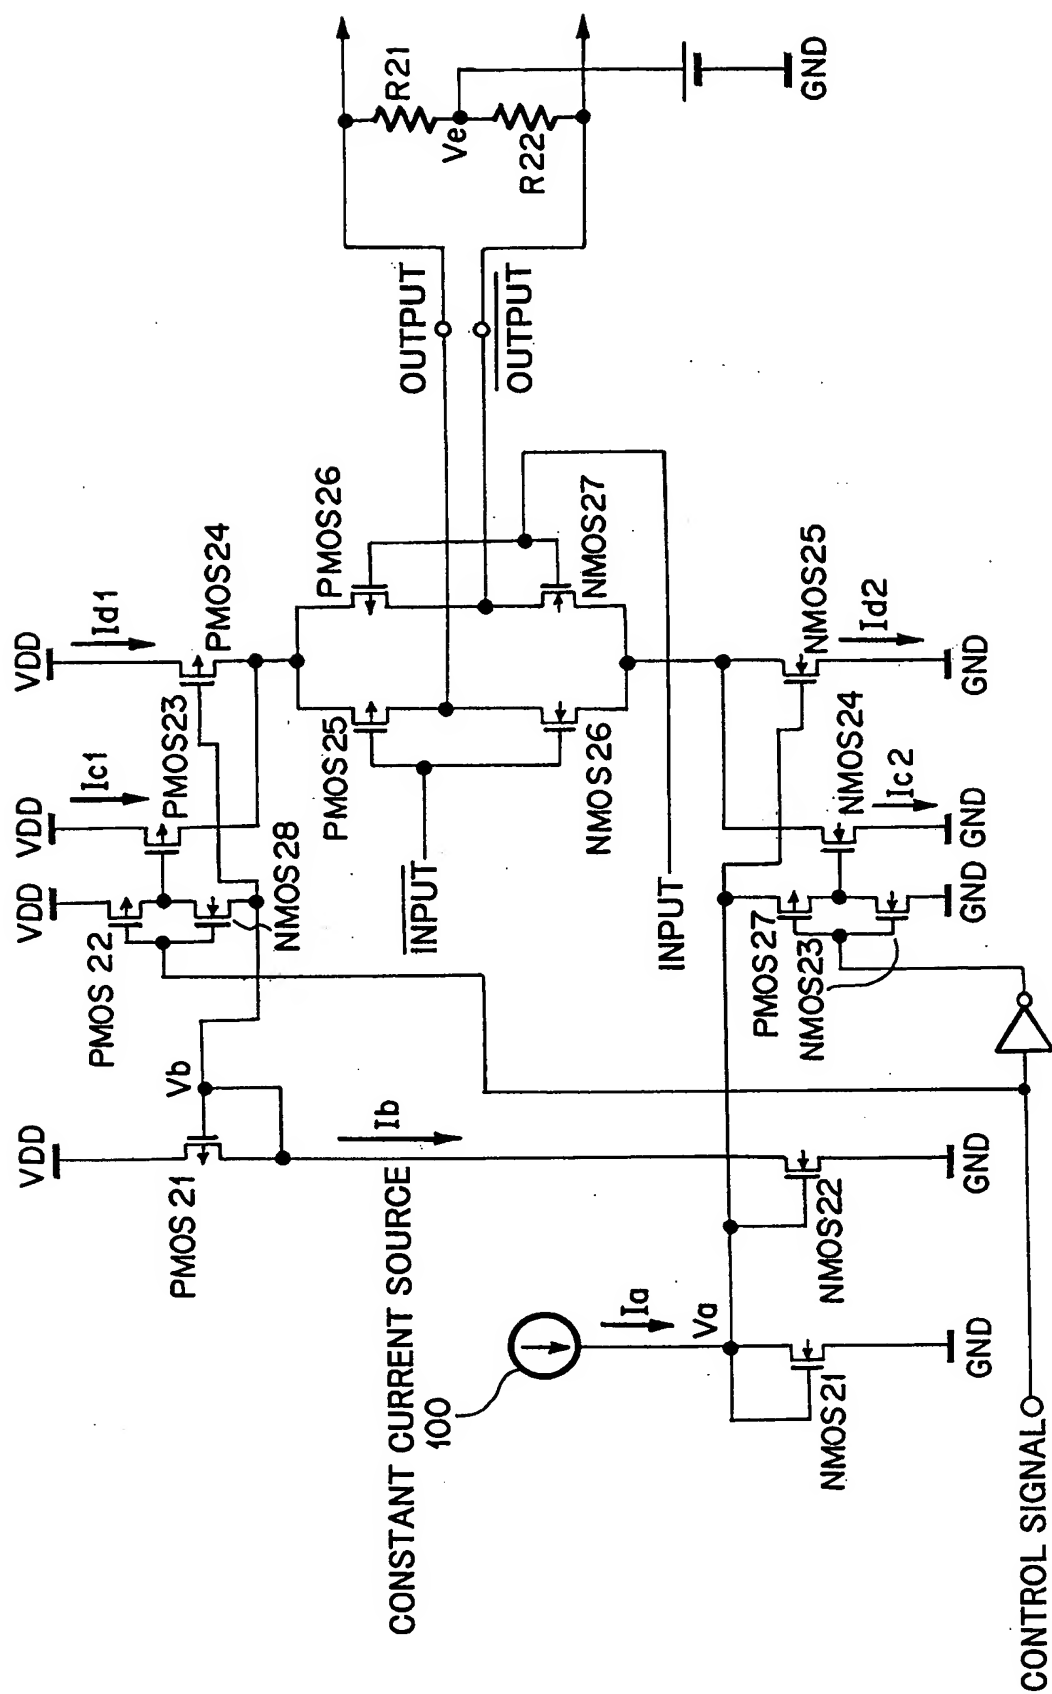 VDD
VDD
VDD
VDD
Id1
Ic1
PMOS24
PMOS23
PMOS 22
NMOS28
PMOS 21
Vb
Ib
PMOS25
PMOS26
NMOS26
NMOS27
INPUT
INPUT
OUTPUT
OUTPUT
R21
Ve
R22
GND
CONSTANT CURRENT SOURCE
100
Ia
Va
NMOS21
GND
NMOS22
GND
PMOS27
NMOS23
GND
NMOS24
Ic2
GND
NMOS25
Id2
GND
CONTROL SIGNAL